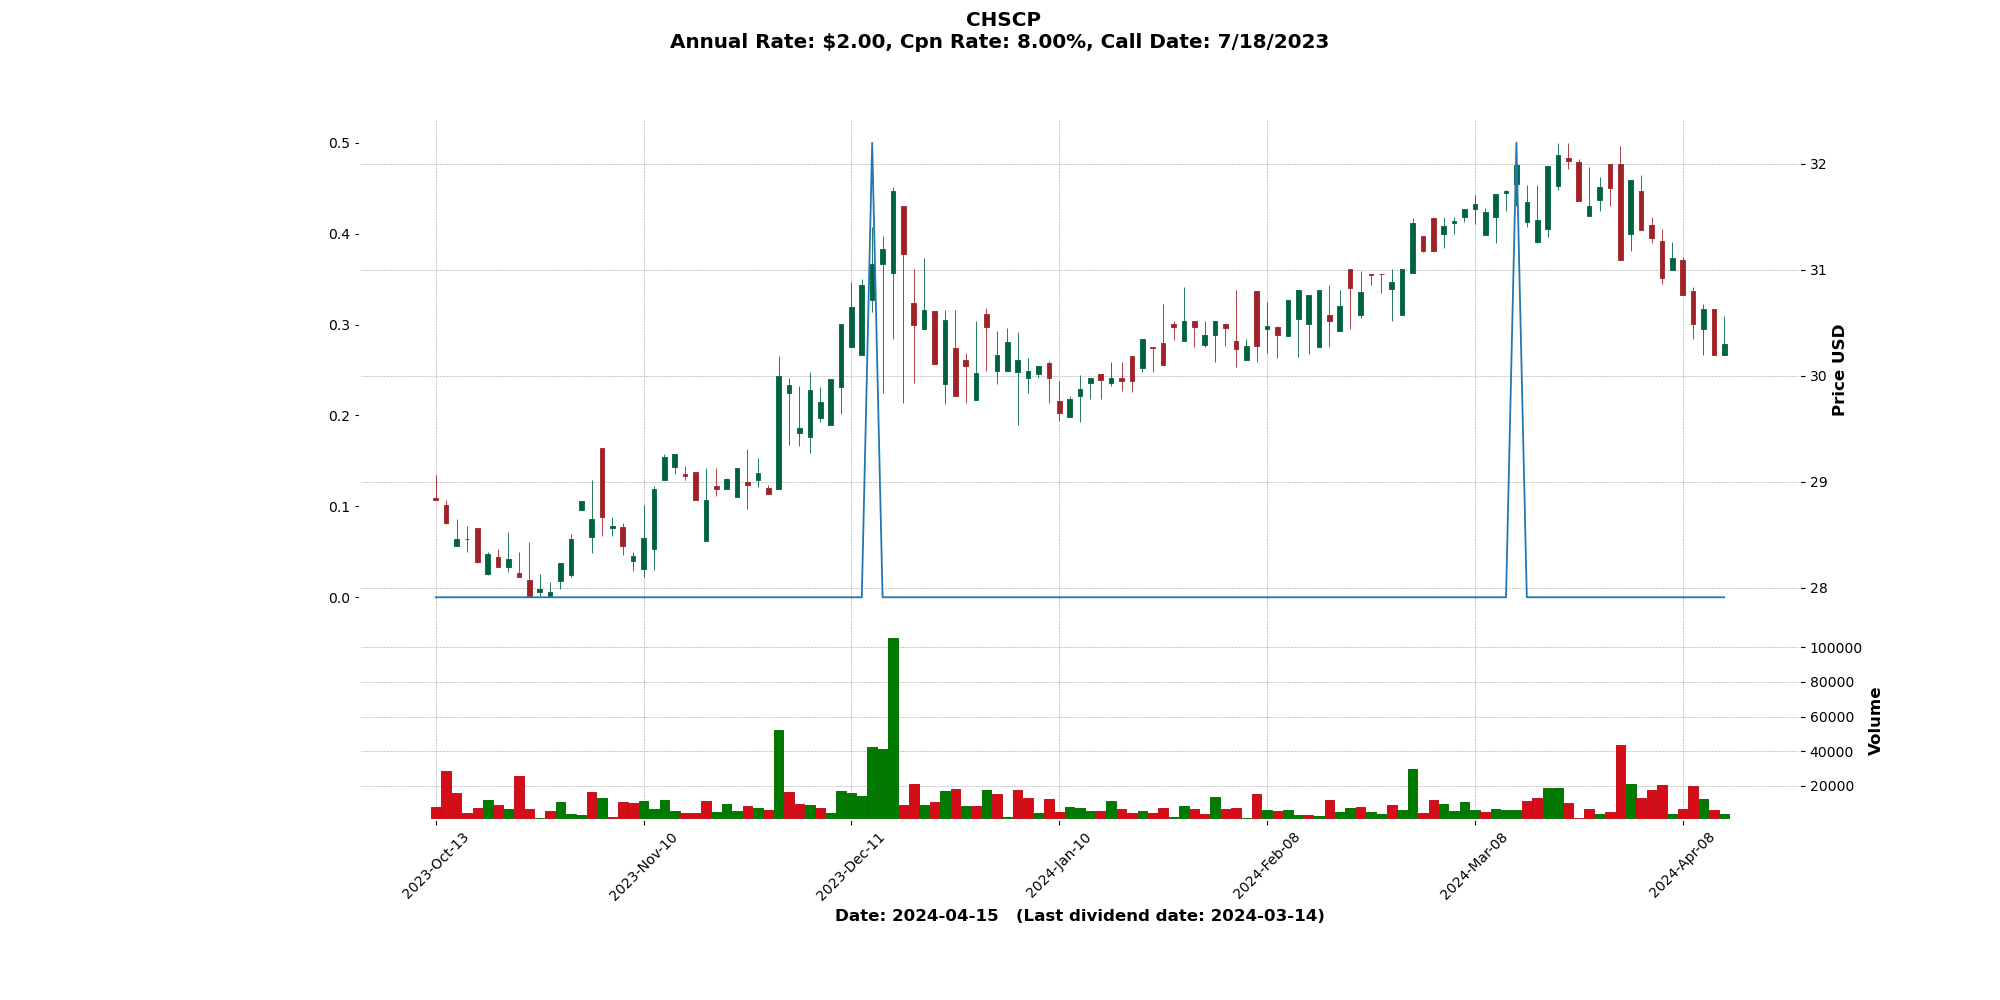 CHSCP
Annual Rate: $2.00, Cpn Rate: 8.00%, Call Date: 7/18/2023
0.5
0.4
0.3
0.2
0.1
0.0
32
31
30
29
28
Price USD
100000
80000
60000
40000
20000
Volume
2023-Oct-13
2023-Nov-10
2023-Dec-11
2024-Jan-10
2024-Feb-08
2024-Mar-08
2024-Apr-08
Date: 2024-04-15 (Last dividend date: 2024-03-14)